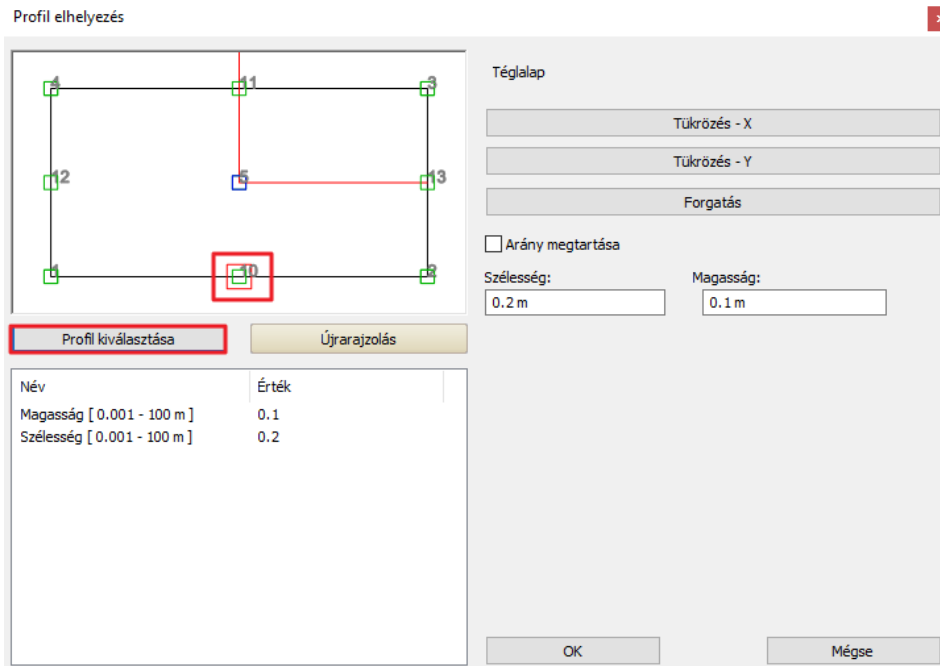 Profil elhelyezés
4 11 3
12 5 13
1 10 2
Profil kiválasztása
Újrarajzolás
Név Érték
Magasság [ 0.001 - 100 m ] 0.1
Szélesség [ 0.001 - 100 m ] 0.2
Téglalap
Tükrözés - X
Tükrözés - Y
Forgatás
Arány megtartása
Szélesség: Magasság:
0.2 m 0.1 m
OK Mégse